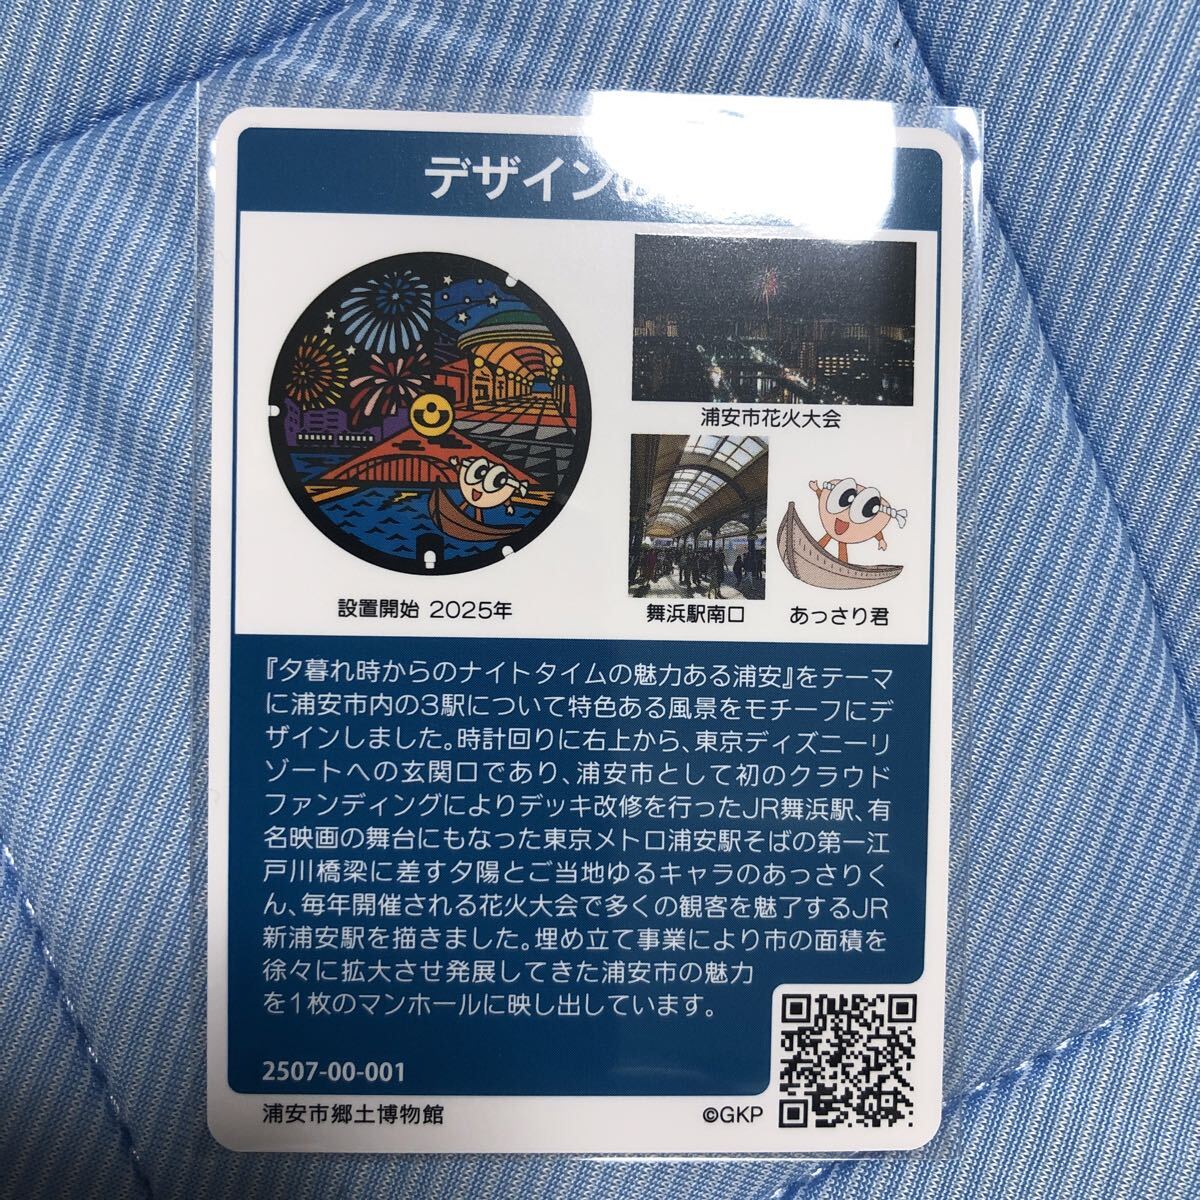 デザインの
浦安市花火大会
設置開始 2025年
舞浜駅南口
あっさり君
『夕暮れ時からのナイトタイムの魅力ある浦安』をテーマ
に浦安市内の3駅について特色ある風景をモチーフにデ
ザインしました。時計回りに右上から、東京ディズニーリ
ゾートへの玄関口であり、浦安市として初のクラウド
ファンディングによりデッキ改修を行ったJR舞浜駅、有
名映画の舞台にもなった東京メトロ浦安駅そばの第一江
戸川橋梁に差す夕陽とご当地ゆるキャラのあっさりく
ん、毎年開催される花火大会で多くの観客を魅了するJR
新浦安駅を描きました。埋め立て事業により市の面積を
徐々に拡大させ発展してきた浦安市の魅力
を1枚のマンホールに映し出しています。
2507-00-001
浦安市郷土博物館
©GKP